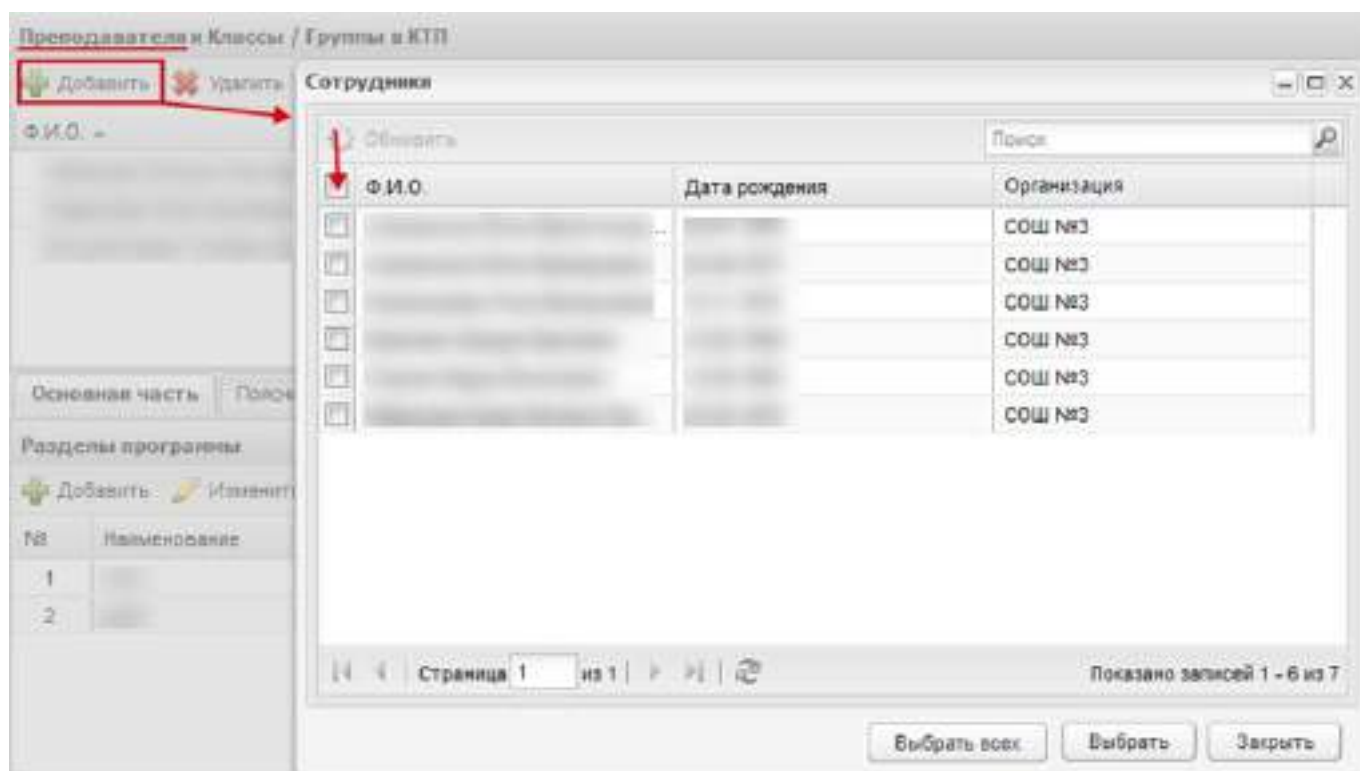 Преподаватели и Классы / Группы в КТП
Добавить Удалить
Ф.И.О.
Сотрудники
Обновить Поиск
Ф.И.О. Дата рождения Организация
СОШ №3
СОШ №3
СОШ №3
СОШ №3
СОШ №3
СОШ №3
Основная часть
Разделы программы
Добавить
№ Наименование
1
2
Страница 1 из 1 Показано записей 1 - 6 из 7
Выбрать всех Выбрать Закрыть